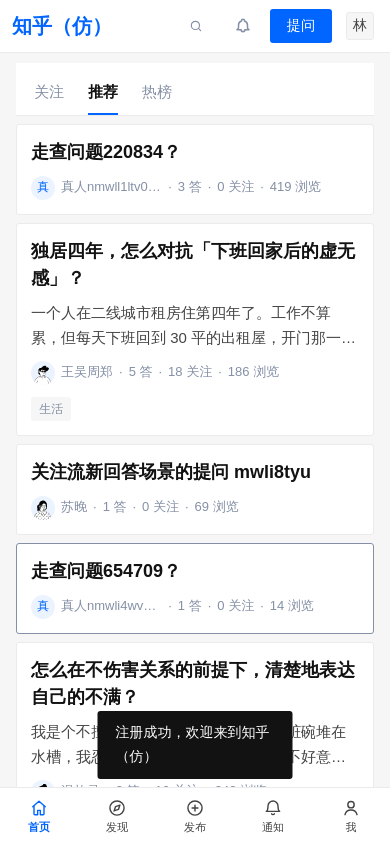 知乎（仿）
提问
林
关注 推荐 热榜
走查问题220834？
真 真人nmwll1ltv0… · 3 答 · 0 关注 · 419 浏览
独居四年，怎么对抗「下班回家后的虚无
感」？
一个人在二线城市租房住第四年了。工作不算
累，但每天下班回到 30 平的出租屋，开门那一…
王吴周郑 · 5 答 · 18 关注 · 186 浏览
生活
关注流新回答场景的提问 mwli8tyu
苏晚 · 1 答 · 0 关注 · 69 浏览
走查问题654709？
真 真人nmwli4wv… · 1 答 · 0 关注 · 14 浏览
怎么在不伤害关系的前提下，清楚地表达
自己的不满？
我是个不
脏碗堆在
水槽，我
不好意…
注册成功，欢迎来到知乎
（仿）
首页 发现 发布 通知 我